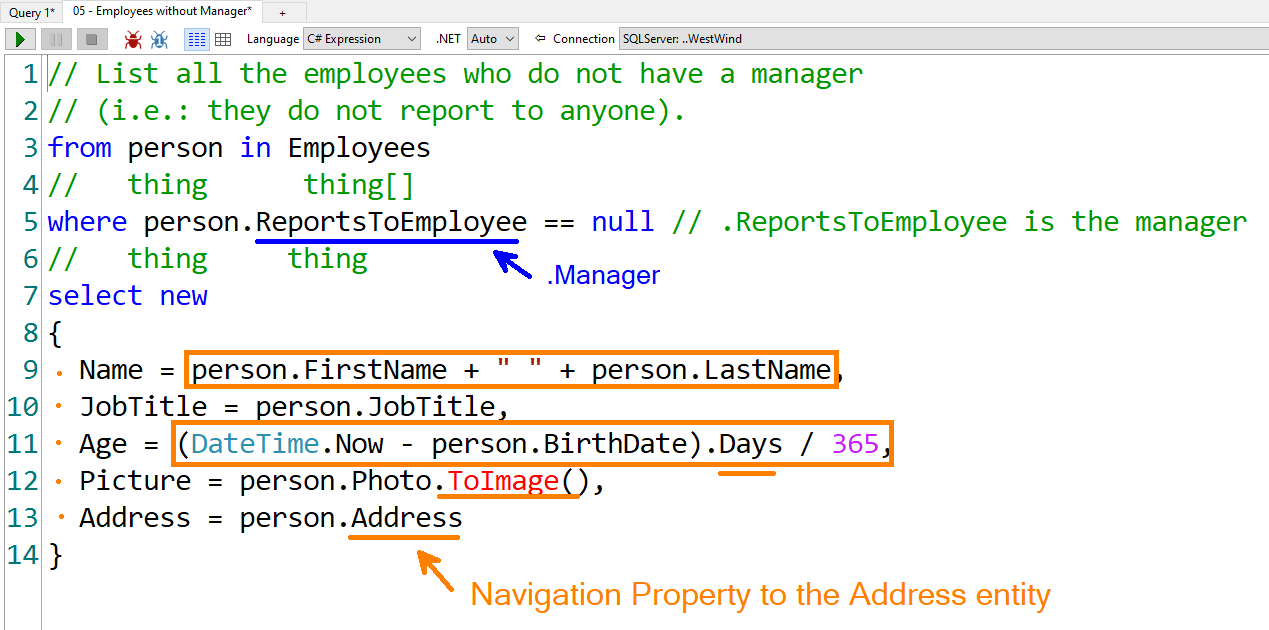 Query 1* 05 - Employees without Manager* +
Language C# Expression .NET Auto Connection SQLServer: ..WestWind
1 // List all the employees who do not have a manager
2 // (i.e.: they do not report to anyone).
3 from person in Employees
4 //   thing      thing[]
5 where person.ReportsToEmployee == null // .ReportsToEmployee is the manager
6 //   thing     thing
.Manager
7 select new
8 {
9 Name = person.FirstName + " " + person.LastName,
10 JobTitle = person.JobTitle,
11 Age = (DateTime.Now - person.BirthDate).Days / 365,
12 Picture = person.Photo.ToImage(),
13 Address = person.Address
14 }
Navigation Property to the Address entity